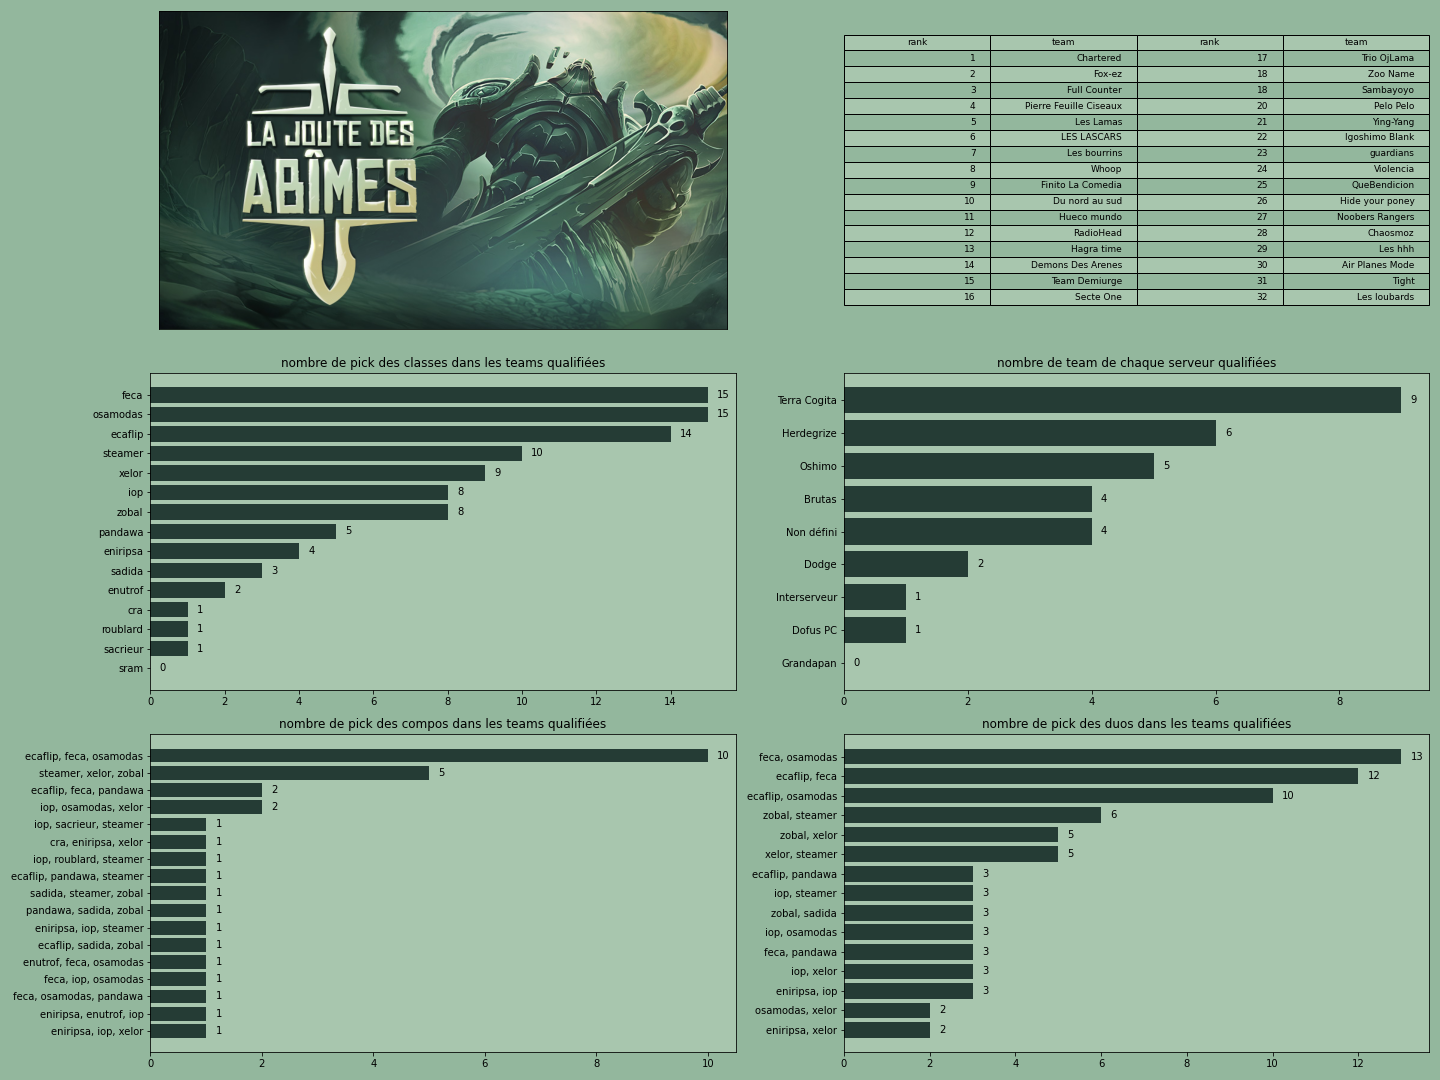 LA JOUTE DES
ABÎMES
rank team rank team
1 Chartered 17 Trio OjLama
2 Fox-ez 18 Zoo Name
3 Full Counter 18 Sambayoyo
4 Pierre Feuille Ciseaux 20 Pelo Pelo
5 Les Lamas 21 Ying-Yang
6 LES LASCARS 22 Igoshimo Blank
7 Les bourrins 23 guardians
8 Whoop 24 Violencia
9 Finito La Comedia 25 QueBendicion
10 Du nord au sud 26 Hide your poney
11 Hueco mundo 27 Noobers Rangers
12 RadioHead 28 Chaosmoz
13 Hagra time 29 Les hhh
14 Demons Des Arenes 30 Air Planes Mode
15 Team Demiurge 31 Tight
16 Secte One 32 Les loubards
nombre de pick des classes dans les teams qualifiées
feca 15
osamodas 15
ecaflip 14
steamer 10
xelor 9
iop 8
zobal 8
pandawa 5
eniripsa 4
sadida 3
enutrof 2
cra 1
roublard 1
sacrieur 1
sram 0
0 2 4 6 8 10 12 14
nombre de team de chaque serveur qualifiées
Terra Cogita 9
Herdegrize 6
Oshimo 5
Brutas 4
Non défini 4
Dodge 2
Interserveur 1
Dofus PC 1
Grandapan 0
0 2 4 6 8
nombre de pick des compos dans les teams qualifiées
ecaflip, feca, osamodas 10
steamer, xelor, zobal 5
ecaflip, feca, pandawa 2
iop, osamodas, xelor 2
iop, sacrieur, steamer 1
cra, eniripsa, xelor 1
iop, roublard, steamer 1
ecaflip, pandawa, steamer 1
sadida, steamer, zobal 1
pandawa, sadida, zobal 1
eniripsa, iop, steamer 1
ecaflip, sadida, zobal 1
enutrof, feca, osamodas 1
feca, iop, osamodas 1
feca, osamodas, pandawa 1
eniripsa, enutrof, iop 1
eniripsa, iop, xelor 1
0 2 4 6 8 10
nombre de pick des duos dans les teams qualifiées
feca, osamodas 13
ecaflip, feca 12
ecaflip, osamodas 10
zobal, steamer 6
zobal, xelor 5
xelor, steamer 5
ecaflip, pandawa 3
iop, steamer 3
zobal, sadida 3
iop, osamodas 3
feca, pandawa 3
iop, xelor 3
eniripsa, iop 3
osamodas, xelor 2
eniripsa, xelor 2
0 2 4 6 8 10 12